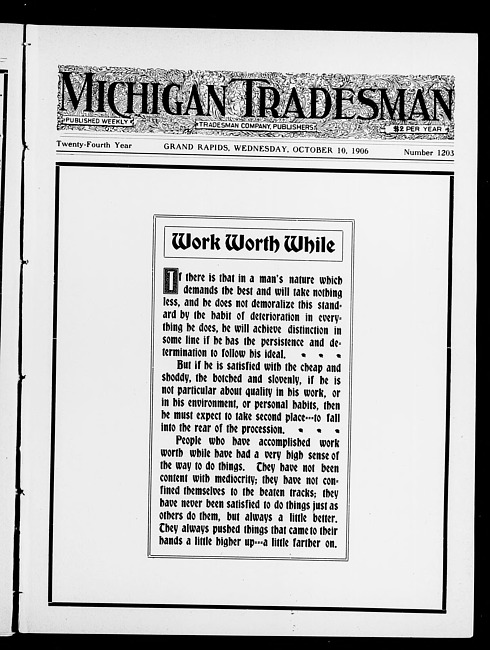 MICHIGAN TRADESMAN
PUBLISHED WEEKLY
TRADESMAN COMPANY, PUBLISHERS
$2 PER YEAR
Twenty-Fourth Year
GRAND RAPIDS, WEDNESDAY, OCTOBER 10, 1906
Number 1203
Work Worth While
If there is that in a man's nature which
demands the best and will take nothing
less, and he does not demoralize this stand-
ard by the habit of deterioration in every-
thing he does, he will achieve distinction in
some line if he has the persistence and de-
termination to follow his ideal.
But if he is satisfied with the cheap and
shoddy, the botched and slovenly, if he is
not particular about quality in his work, or
in his environment, or personal habits, then
he must expect to take second place---to fall
into the rear of the procession.
People who have accomplished work
worth while have had a very high sense of
the way to do things. They have not been
content with mediocrity; they have not con-
fined themselves to the beaten tracks; they
have never been satisfied to do things just as
others do them, but always a little better.
They always pushed things that came to their
hands a little higher up---a little farther on.